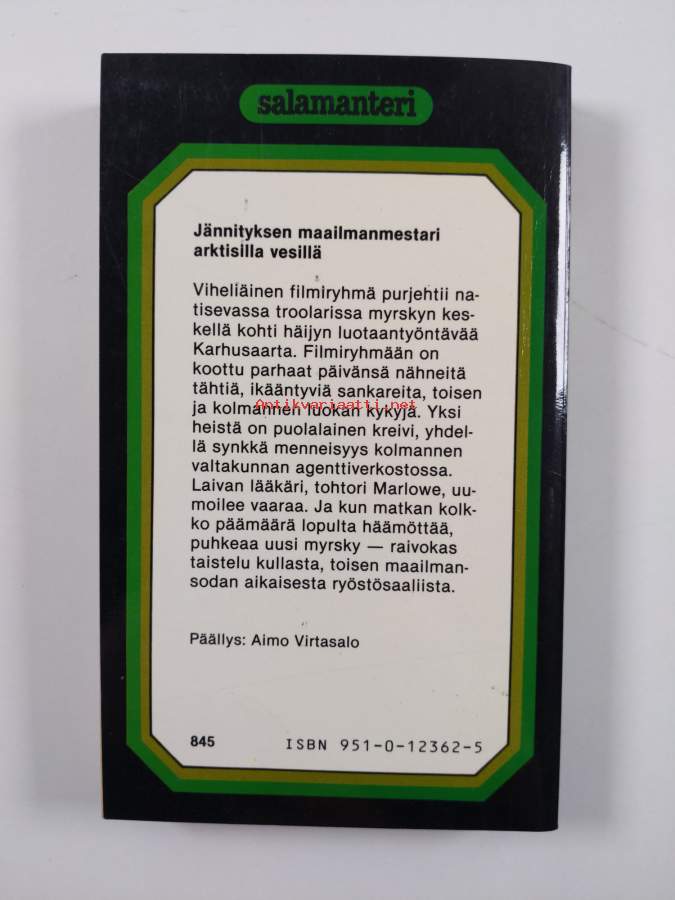 salamanteri
Jännityksen maailmanmestari
arktisilla vesillä
Viheliäinen filmiryhmä purjehtii na-
tisevassa troolarissa myrskyn kes-
kellä kohti häijyn luotaantyöntävää
Karhusaarta. Filmiryhmään on
koottu parhaat päivänsä nähneitä
tähtiä, ikääntyviä sankareita, toisen
Antikvariaatti.net
ja kolmannen luokan kykyjä. Yksi
heistä on puolalainen kreivi, yhdel-
lä synkkä menneisyys kolmannen
valtakunnan agenttiverkostossa.
Laivan lääkäri, tohtori Marlowe, uu-
moilee vaaraa. Ja kun matkan kolk-
ko päämäärä lopulta häämöttää,
puhkeaa uusi myrsky — raivokas
taistelu kullasta, toisen maailman-
sodan aikaisesta ryöstösaaliista.
Päällys: Aimo Virtasalo
845 ISBN 951-0-12362-5